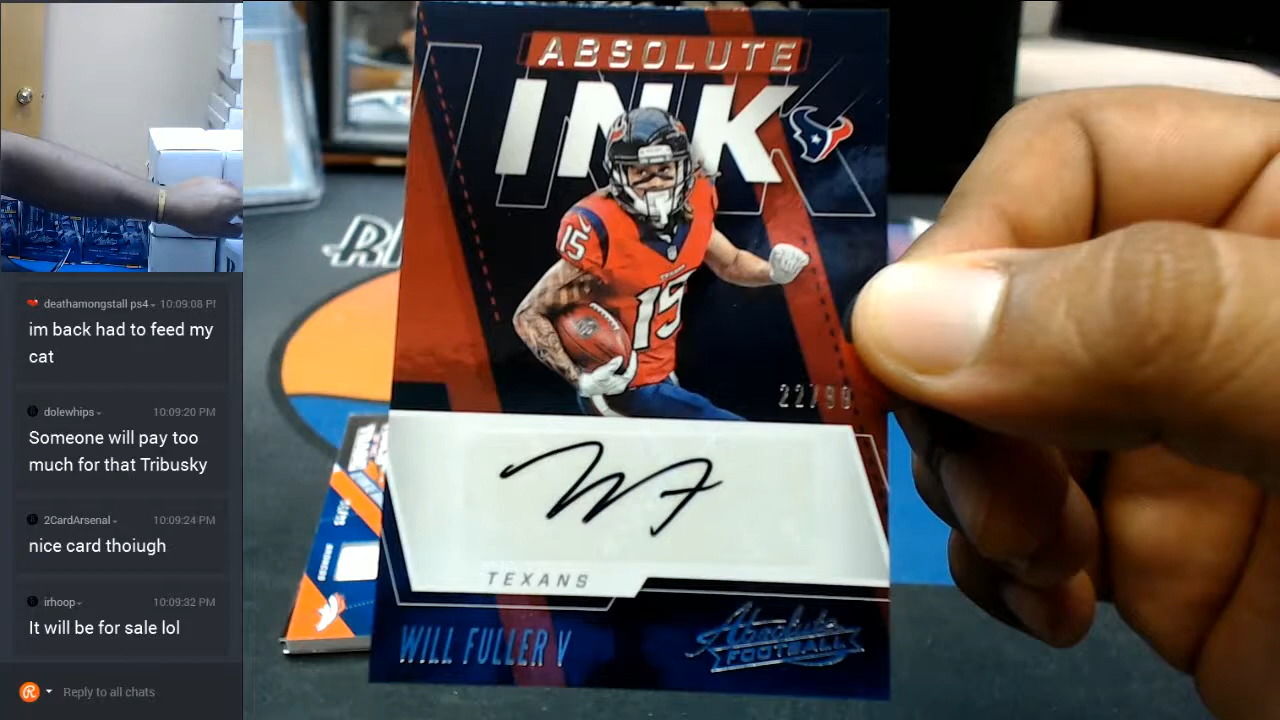 deathamongstall ps4
10:09:08 PM
im back had to feed my
cat
dolewhips
10:09:20 PM
Someone will pay too
much for that Tribusky
2CardArsenal
10:09:24 PM
nice card thoiugh
irhoop
10:09:32 PM
It will be for sale lol
Reply to all chats
ABSOLUTE
INK
15
15
22/99
TEXANS
WILL FULLER V
Absolute
FOOTBALL
BRONCOS